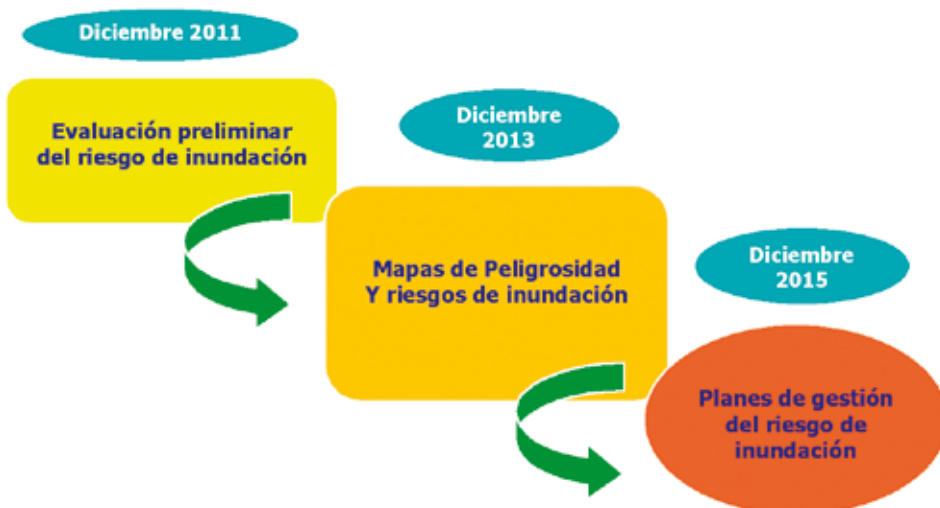 Diciembre 2011
Evaluación preliminar
del riesgo de inundación
Diciembre
2013
Mapas de Peligrosidad
Y riesgos de inundación
Diciembre
2015
Planes de gestión
del riesgo de
inundación